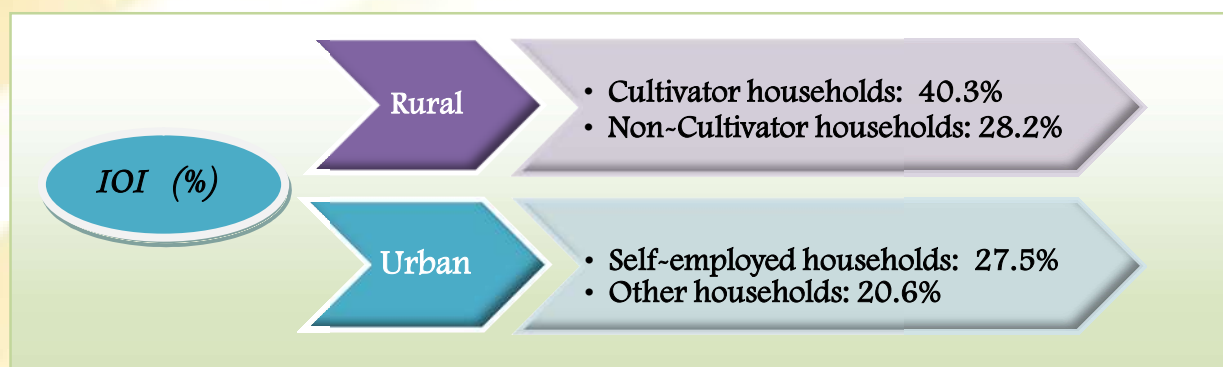 IOI (%)
Rural
• Cultivator households: 40.3%
• Non-Cultivator households: 28.2%
Urban
• Self-employed households: 27.5%
• Other households: 20.6%